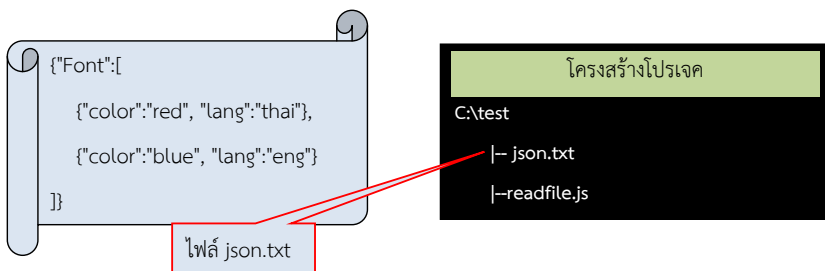 {"Font":[
{"color":"red", "lang":"thai"},
{"color":"blue", "lang":"eng"}
]}
ไฟล์ json.txt
โครงสร้างโปรเจค
C:\test
|-- json.txt
|--readfile.js